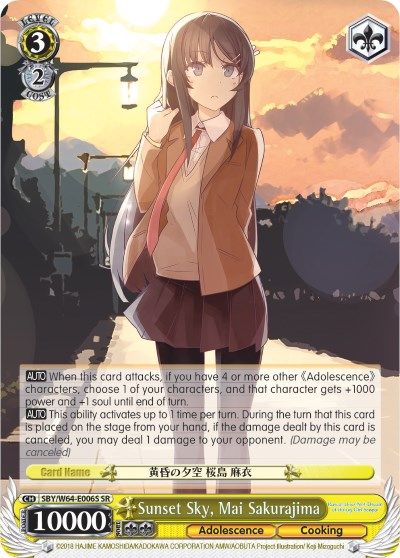 LEVEL
3
2
COST
AUTO When this card attacks, if you have 4 or more other 《Adolescence》
characters, choose 1 of your characters, and that character gets +1000
power and +1 soul until end of turn.
AUTO This ability activates up to 1 time per turn. During the turn that this card
is placed on the stage from your hand, if the damage dealt by this card is
canceled, you may deal 1 damage to your opponent. (Damage may be
canceled)
Card Name 黄昏の夕空 桜島 麻衣
CH SBY/W64-E006S SR
POWER 10000
Sunset Sky, Mai Sakurajima
Adolescence Cooking
©2018 HAJIME KAMOSHIDA/KADOKAWA CORPORATION AMW/AOBUTA Project Illustration/ Keji Mizoguchi